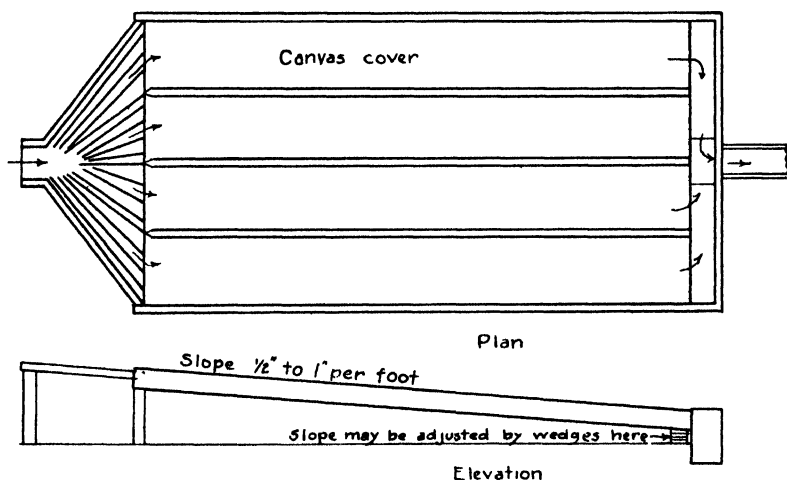 Canvas cover
Plan
Slope ½" to 1" per foot
Slope may be adjusted by wedges here
Elevation